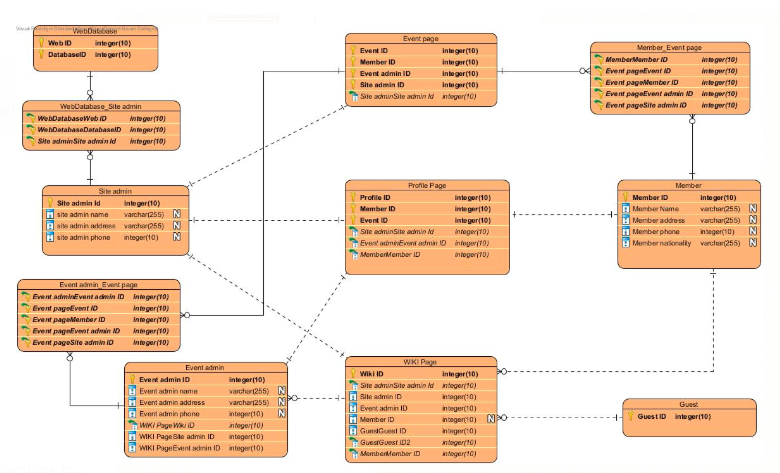 WebDatabase
Web ID integer(10)
DatabaseID integer(10)
WebDatabase_Site admin
WebDatabaseWeb ID integer(10)
WebDatabaseDatabaseID integer(10)
Site adminSite admin Id integer(10)
Site admin
Site admin Id integer(10)
site admin name varchar(255) N
site admin address varchar(255) N
site admin phone integer(10) N
Event admin_Event page
Event adminEvent admin ID integer(10)
Event pageEvent ID integer(10)
Event pageMember ID integer(10)
Event pageEvent admin ID integer(10)
Event pageSite admin ID integer(10)
Event admin
Event admin ID integer(10)
Event admin name varchar(255) N
Event admin address varchar(255) N
Event admin phone integer(10) N
WIKI PageWiki ID integer(10)
WIKI PageSite admin ID integer(10)
WIKI PageEvent admin ID integer(10)
Event page
Event ID integer(10)
Member ID integer(10)
Event admin ID integer(10)
Site admin ID integer(10)
Site adminSite admin Id integer(10)
Profile Page
Profile ID integer(10)
Member ID integer(10)
Event ID integer(10)
Site adminSite admin Id integer(10)
Event adminEvent admin ID integer(10)
MemberMember ID integer(10)
WIKI Page
Wiki ID integer(10)
Site adminSite admin Id integer(10)
Site admin ID integer(10)
Event admin ID integer(10)
Member ID integer(10) N
GuestGuest ID integer(10)
GuestGuest ID2 integer(10)
MemberMember ID integer(10)
Member_Event page
MemberMember ID integer(10)
Event pageEvent ID integer(10)
Event pageMember ID integer(10)
Event pageEvent admin ID integer(10)
Event pageSite admin ID integer(10)
Member
Member ID integer(10)
Member Name varchar(255) N
Member address varchar(255) N
Member phone integer(10) N
Member nationality varchar(255) N
Guest
Guest ID integer(10)